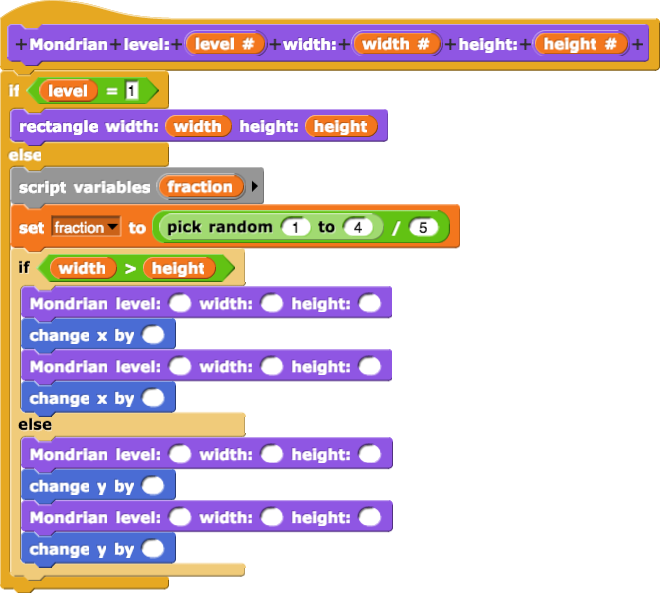 +Mondrian+level:+ level # +width:+ width # +height:+ height # +
if level = 1
rectangle width: width height: height
else
script variables fraction
set fraction to pick random 1 to 4 / 5
if width > height
Mondrian level: width: height:
change x by
Mondrian level: width: height:
change x by
else
Mondrian level: width: height:
change y by
Mondrian level: width: height:
change y by